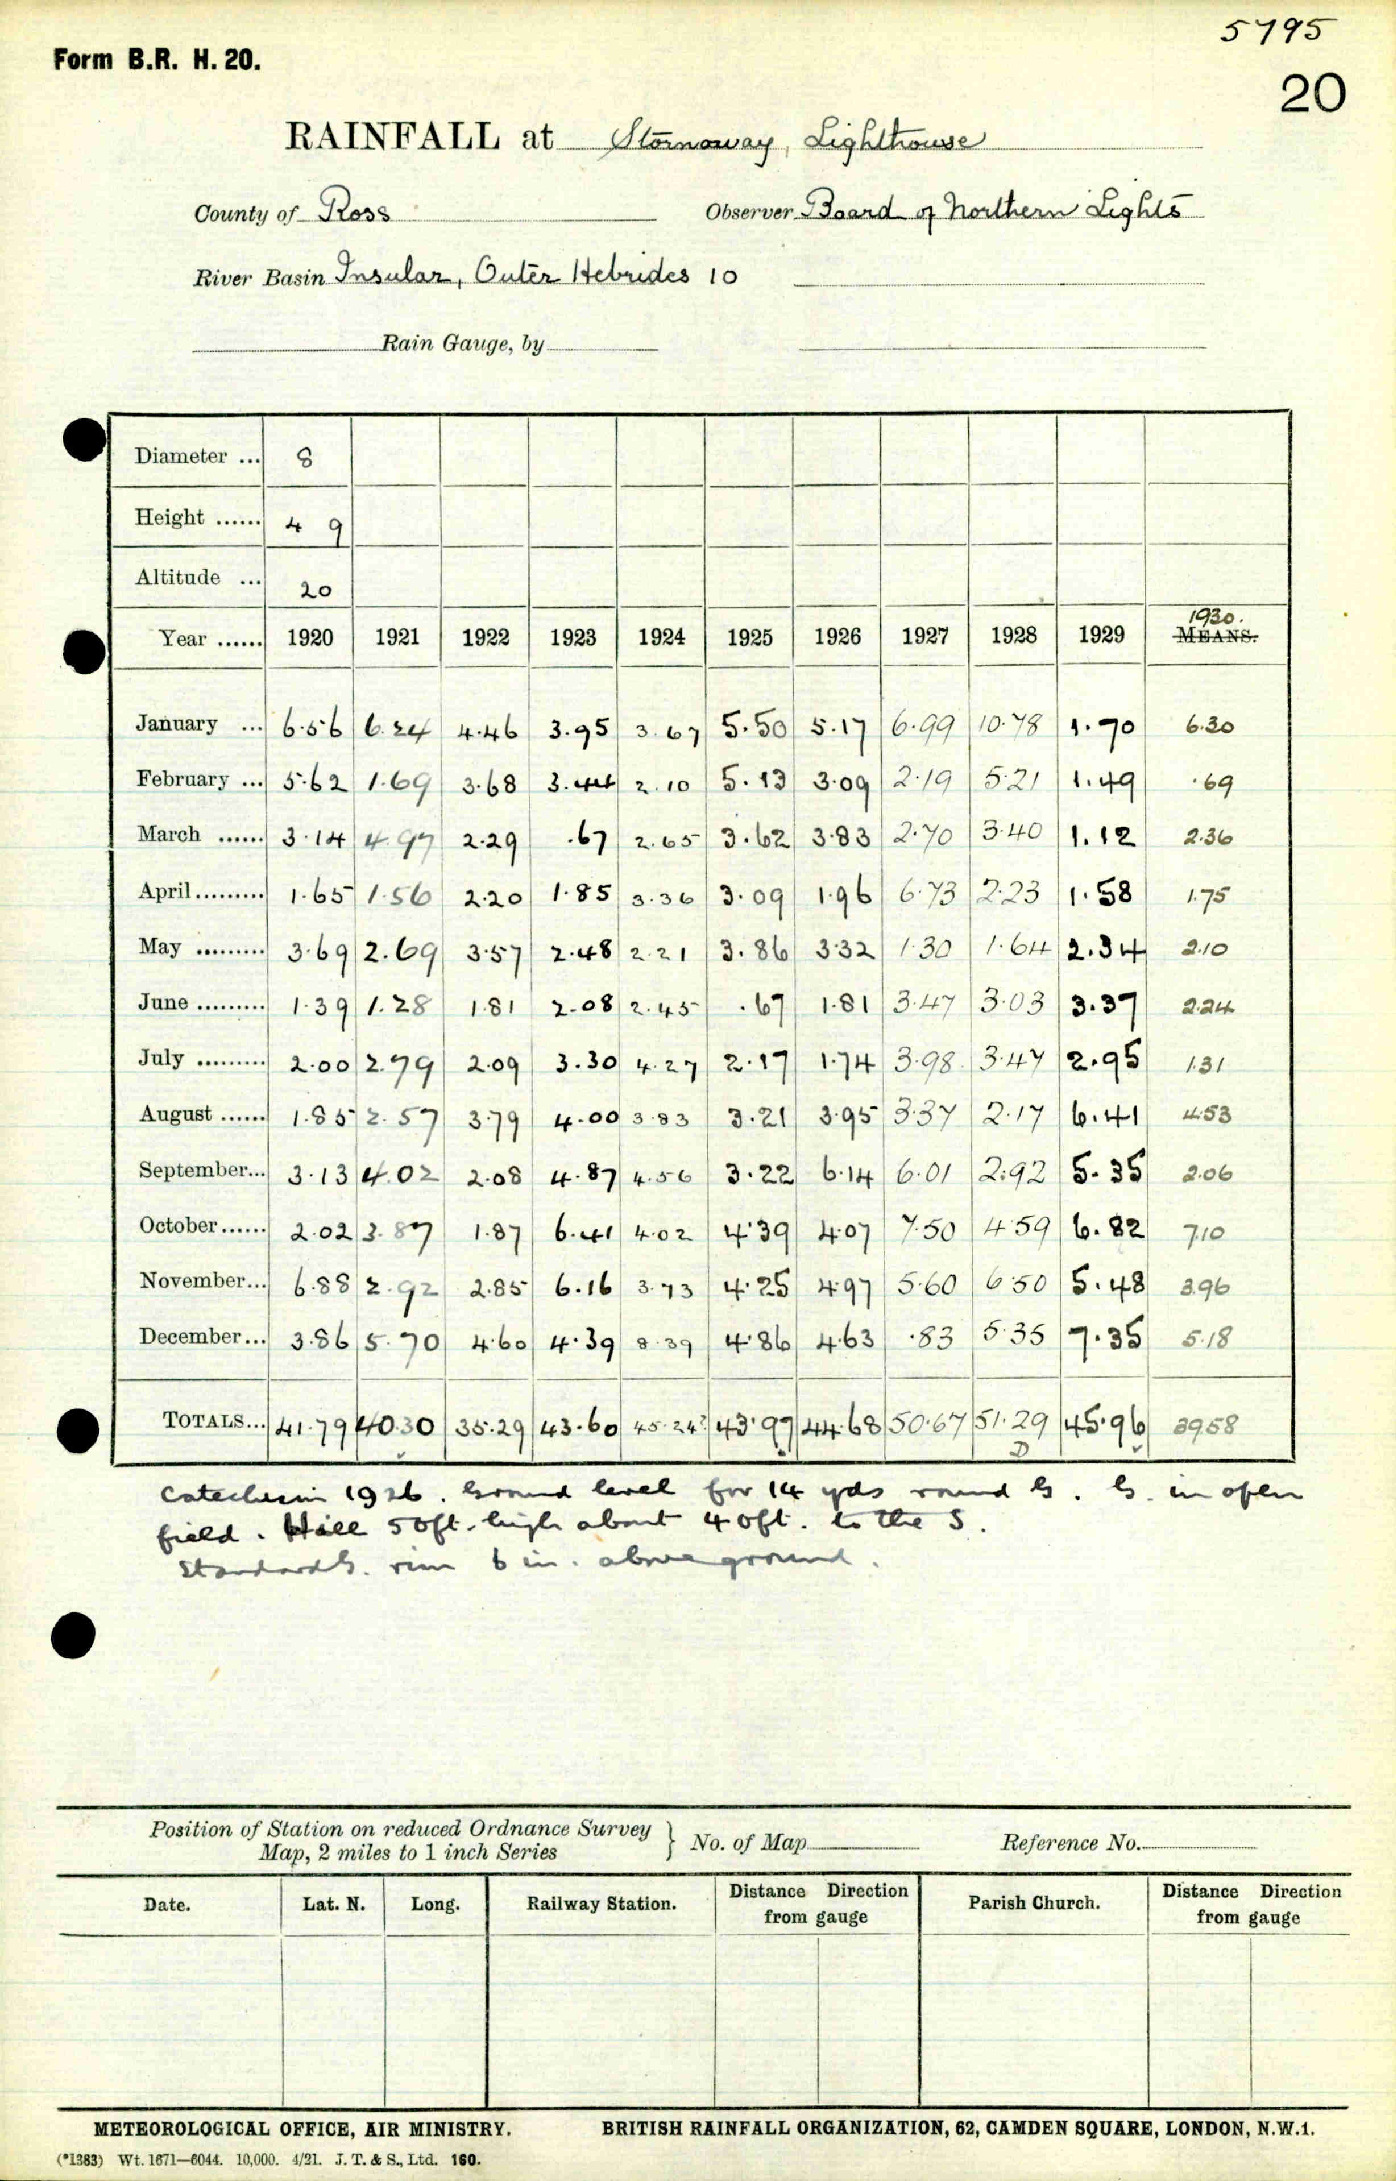 5795
Form B.R. H. 20.
20
RAINFALL at Stornoway, Lighthouse
County of Ross Observer Board of Northern Lights
River Basin Insular, Outer Hebrides 10
Rain Gauge, by
Diameter ... 8
Height ...... 4 9
Altitude ... 20
1930.
Year ...... 1920 1921 1922 1923 1924 1925 1926 1927 1928 1929 MEANS.
January ... 6.56 6.24 4.46 3.95 3.67 5.50 5.17 6.99 10.78 1.70 6.30
February ... 5.62 1.69 3.68 3.44 2.10 5.13 3.09 2.19 5.21 1.49 .69
March ...... 3.14 4.97 2.29 .67 2.65 3.62 3.83 2.70 3.40 1.12 2.36
April ......... 1.65 1.56 2.20 1.85 3.36 3.09 1.96 6.73 2.23 1.58 1.75
May ......... 3.69 2.69 3.57 2.48 2.21 3.86 3.32 1.30 1.64 2.34 2.10
June ......... 1.39 1.28 1.81 2.08 2.45 .67 1.81 3.47 3.03 3.37 2.24
July ......... 2.00 2.79 2.09 3.30 4.27 2.17 1.74 3.98 3.47 2.95 1.31
August ...... 1.85 2.57 3.79 4.00 3.83 3.21 3.95 3.37 2.17 6.41 4.53
September... 3.13 4.02 2.08 4.87 4.56 3.22 6.14 6.01 2.92 5.35 2.06
October...... 2.02 3.87 1.87 6.41 4.02 4.39 4.07 7.50 4.59 6.82 7.10
November... 6.88 2.92 2.85 6.16 3.73 4.25 4.97 5.60 6.50 5.48 3.96
December... 3.86 5.70 4.60 4.39 8.39 4.86 4.63 .83 5.35 7.35 5.18
TOTALS... 41.79 40.30 35.29 43.60 45.24? 43.97 44.68 50.67 51.29 45.96 39.58
D
1926. Ground level for 14 yds round G. G. in open
field. Hill 50ft. high about 40ft. to the S.
Standard G. rim 6 in. above ground.
Position of Station on reduced Ordnance Survey
Map, 2 miles to 1 inch Series } No. of Map Reference No.
Date. Lat. N. Long. Railway Station. Distance Direction from gauge Parish Church. Distance Direction from gauge
METEOROLOGICAL OFFICE, AIR MINISTRY. BRITISH RAINFALL ORGANIZATION, 62, CAMDEN SQUARE, LONDON, N.W.1.
(*1383) Wt. 1671—6044. 10,000. 4/21. J. T. & S., Ltd. 160.